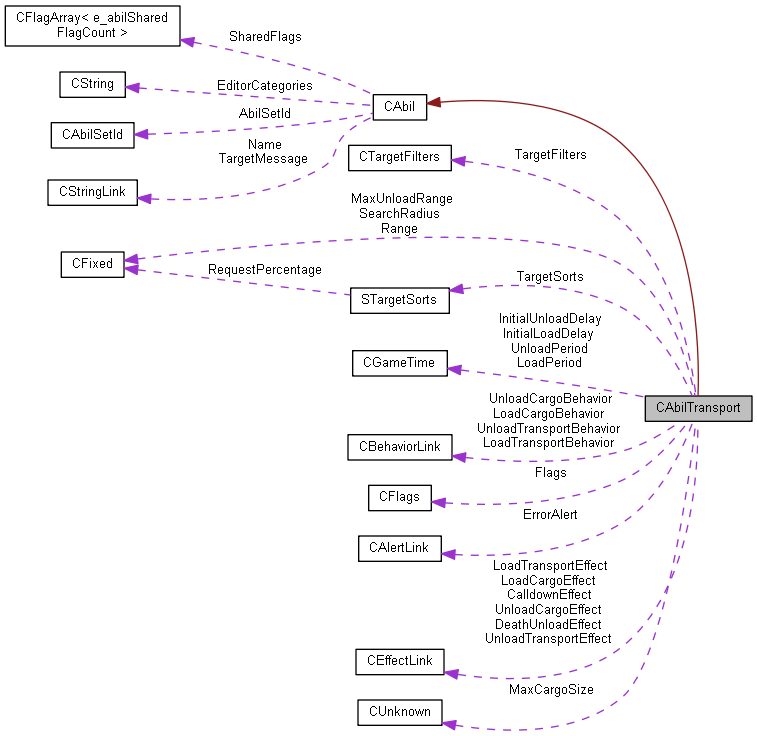 CFlagArray< e_abilShared
FlagCount >
SharedFlags
CString
EditorCategories
CAbil
AbilSetId
CAbilSetId
Name
TargetMessage
CTargetFilters
TargetFilters
CStringLink
MaxUnloadRange
SearchRadius
Range
CFixed
RequestPercentage
TargetSorts
STargetSorts
InitialUnloadDelay
InitialLoadDelay
UnloadPeriod
LoadPeriod
CGameTime
CAbilTransport
UnloadCargoBehavior
LoadCargoBehavior
UnloadTransportBehavior
LoadTransportBehavior
CBehaviorLink
Flags
CFlags
ErrorAlert
CAlertLink
LoadTransportEffect
LoadCargoEffect
CalldownEffect
UnloadCargoEffect
DeathUnloadEffect
UnloadTransportEffect
CEffectLink
MaxCargoSize
CUnknown